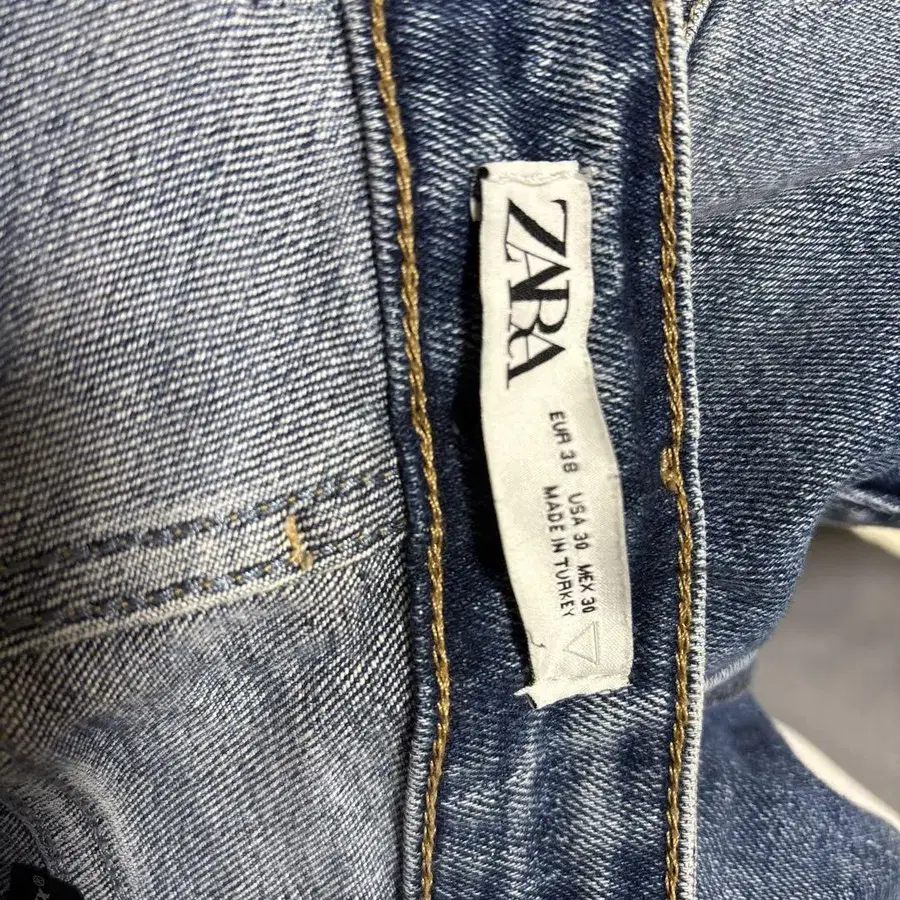 ZARA
EUR 38 USA 30 MEX 30
MADE IN TURKEY